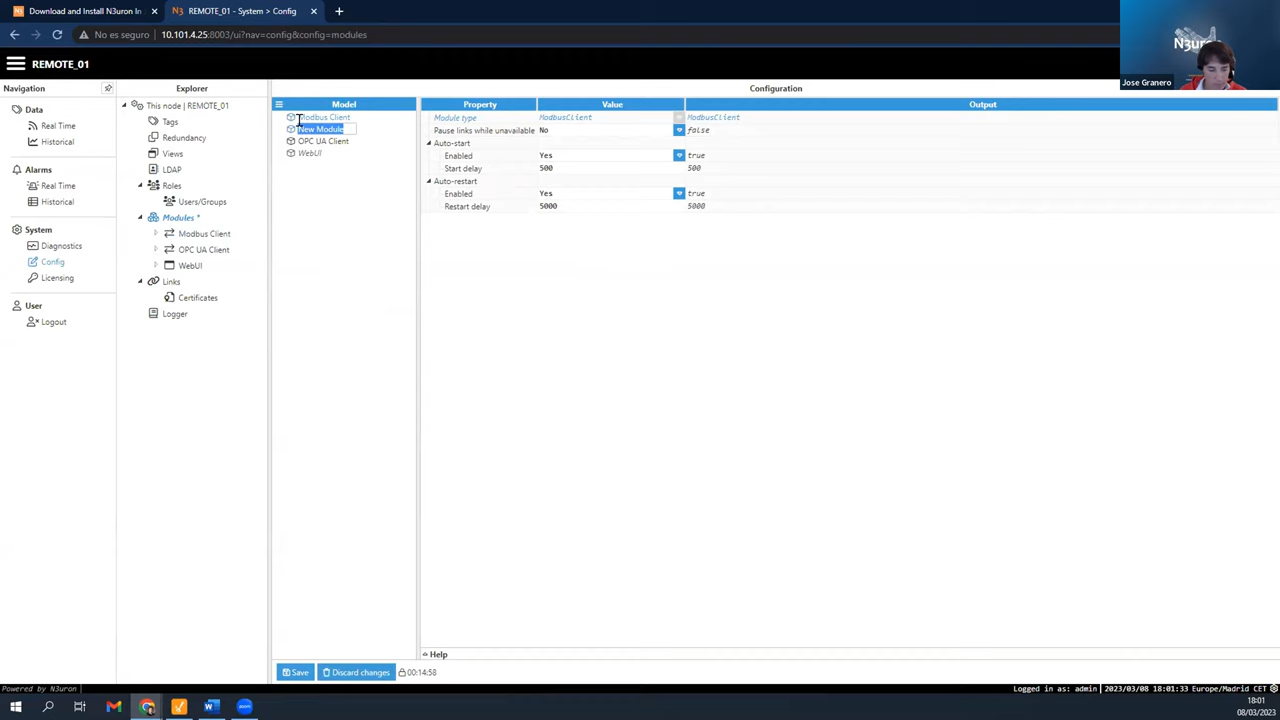 Download and Install N3uron In
REMOTE_01 - System > Config
No es seguro
10.101.4.25:8003/ui?nav=config&config=modules
N3uron
Jose Granero
REMOTE_01
Navigation
Explorer
Configuration
Data
Real Time
Historical
Alarms
Real Time
Historical
System
Diagnostics
Config
Licensing
User
Logout
This node | REMOTE_01
Tags
Redundancy
Views
LDAP
Roles
Users/Groups
Modules *
Modbus Client
OPC UA Client
WebUI
Links
Certificates
Logger
Model
Modbus Client
New Module
OPC UA Client
WebUI
Property Value Output
Module type ModbusClient ModbusClient
Pause links while unavailable No false
Auto-start
Enabled Yes true
Start delay 500 500
Auto-restart
Enabled Yes true
Restart delay 5000 5000
Help
Save Discard changes 00:14:58
Powered by N3uron
Logged in as: admin 2023/03/08 18:01:33 Europe/Madrid CET
18:01
08/03/2023